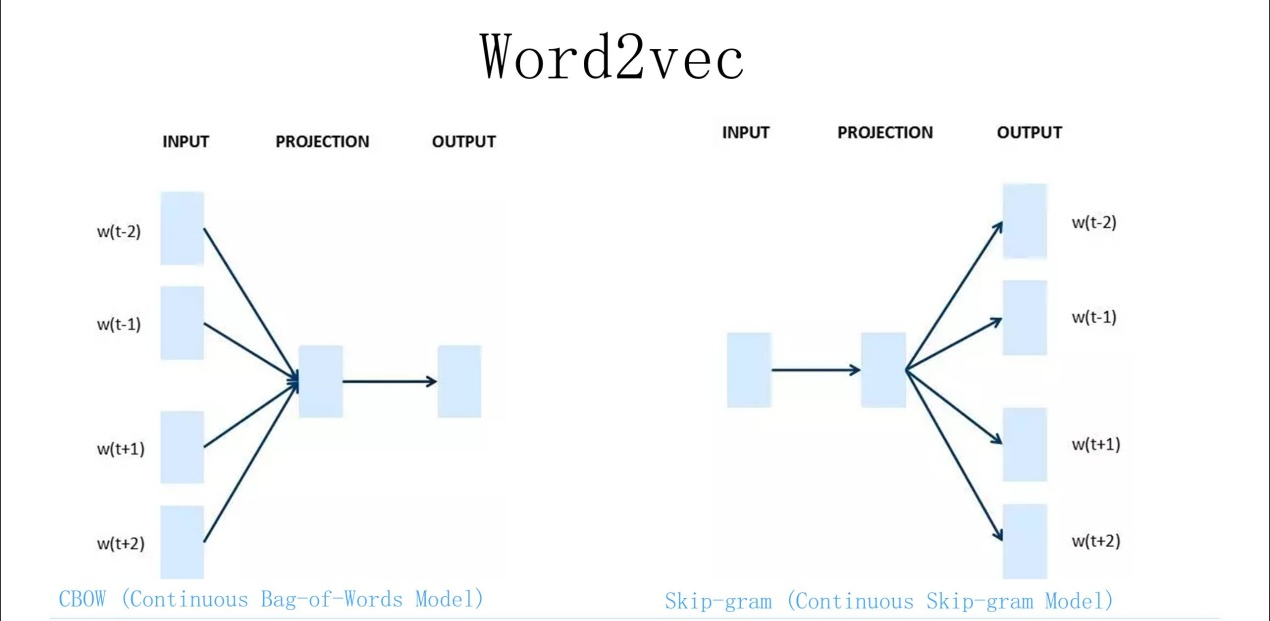 Word2vec
INPUT PROJECTION OUTPUT
w(t-2)
w(t-1)
w(t+1)
w(t+2)
CBOW (Continuous Bag-of-Words Model)
INPUT PROJECTION OUTPUT
w(t-2)
w(t-1)
w(t+1)
w(t+2)
Skip-gram (Continuous Skip-gram Model)